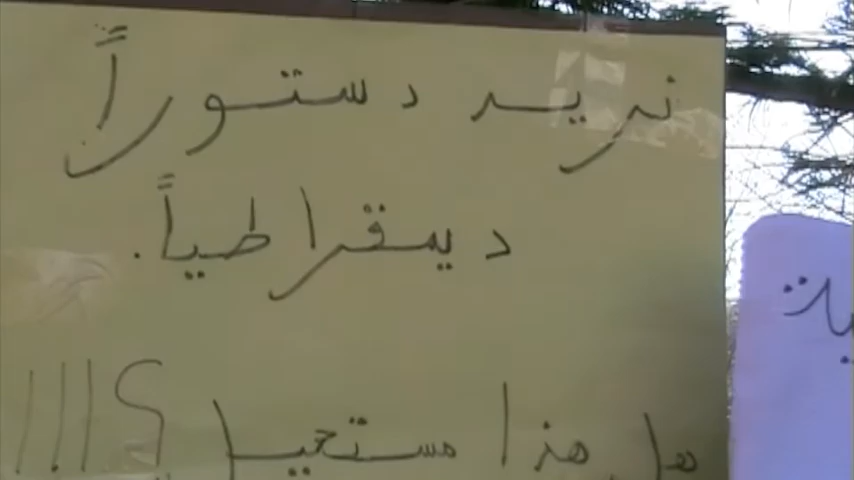 نريد دستوراً
ديمقراطياً.
هل هذا مستحيل ؟!!!